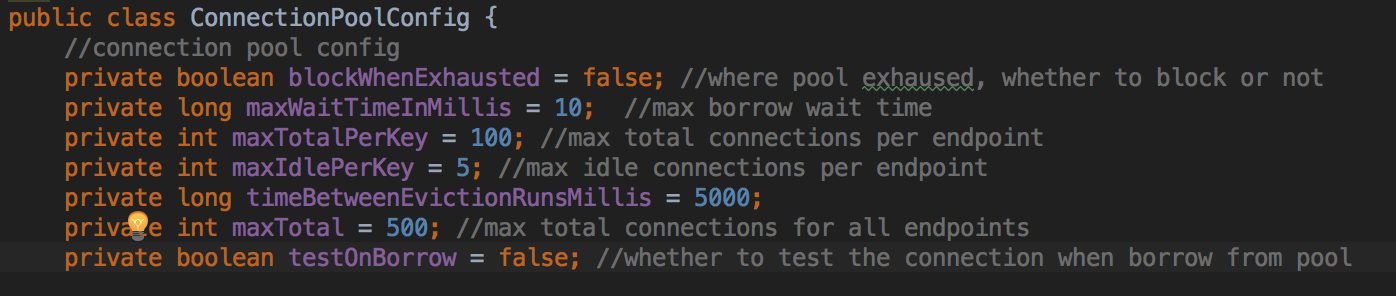 public class ConnectionPoolConfig {
//connection pool config
private boolean blockWhenExhausted = false; //where pool exhaused, whether to block or not
private long maxWaitTimeInMillis = 10;  //max borrow wait time
private int maxTotalPerKey = 100; //max total connections per endpoint
private int maxIdlePerKey = 5; //max idle connections per endpoint
private long timeBetweenEvictionRunsMillis = 5000;
private int maxTotal = 500; //max total connections for all endpoints
private boolean testOnBorrow = false; //whether to test the connection when borrow from pool